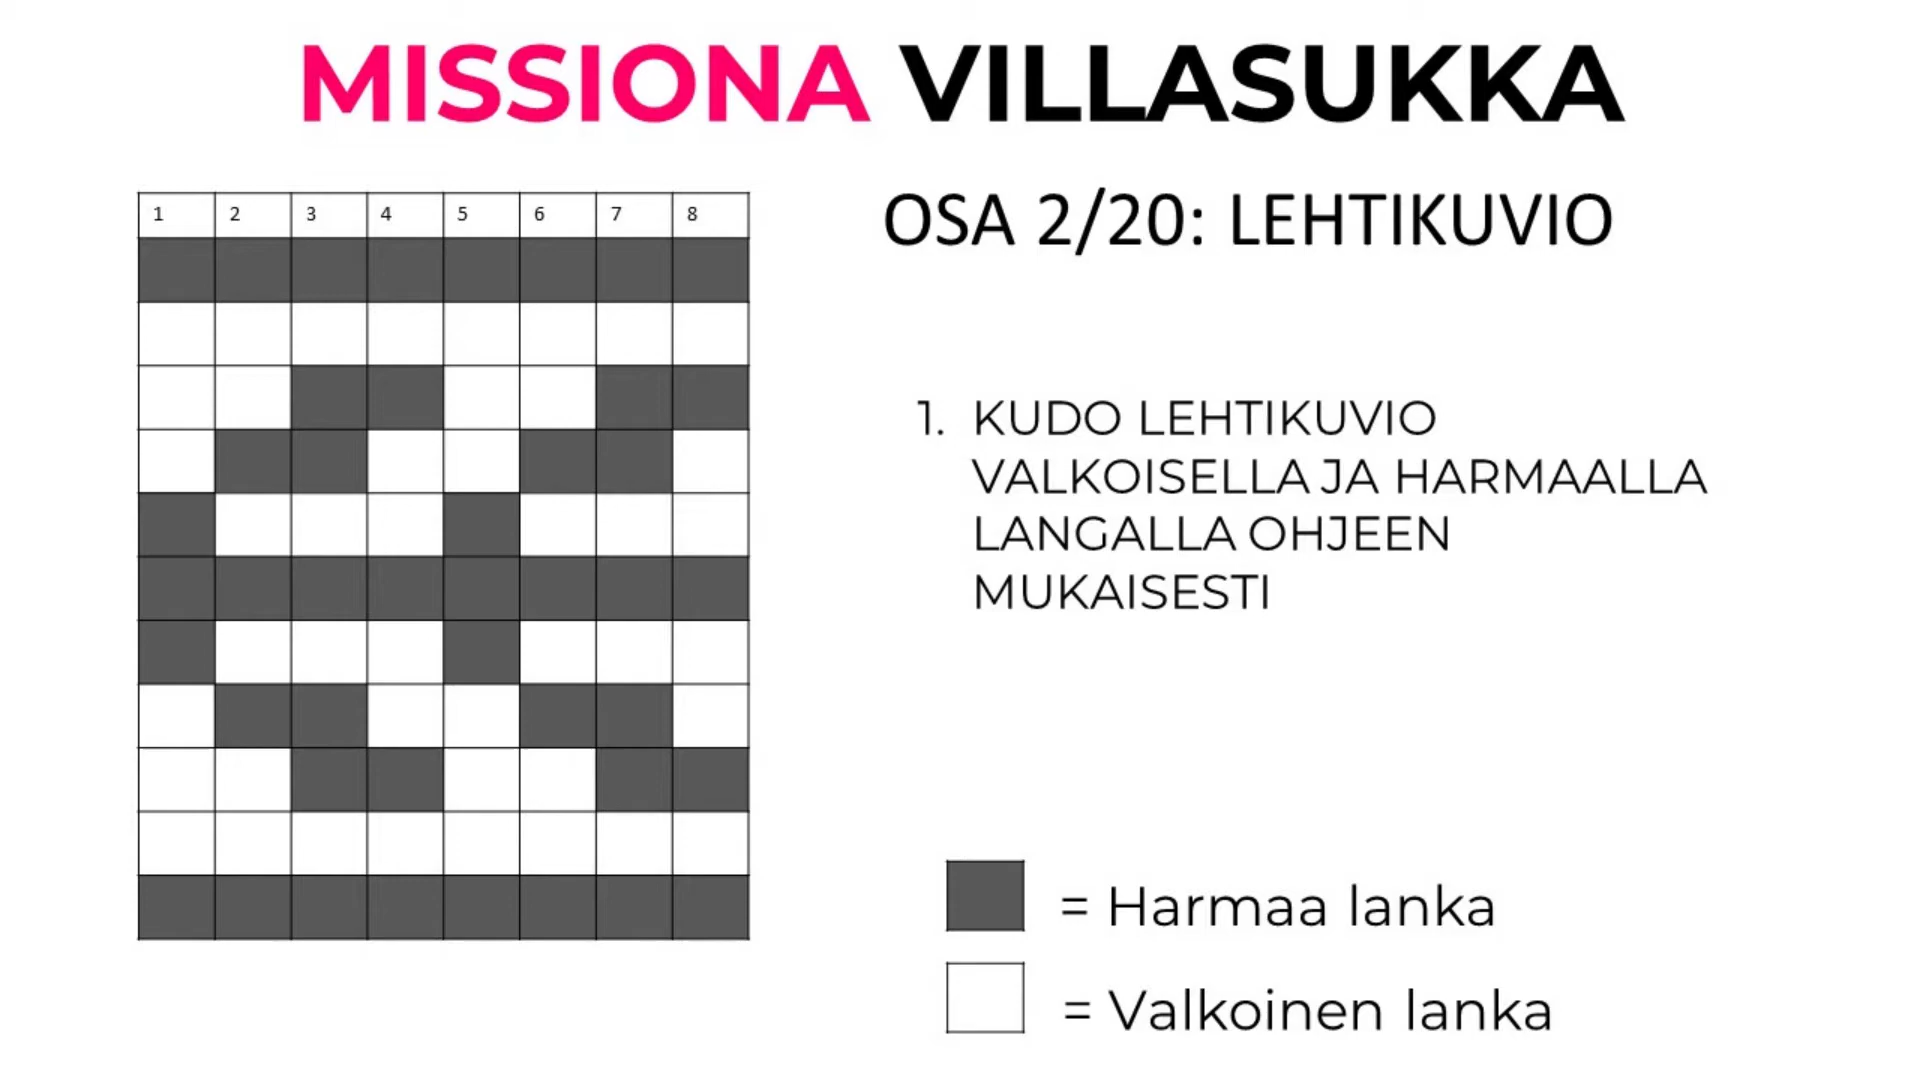 MISSIONA VILLASUKKA
1 2 3 4 5 6 7 8
OSA 2/20: LEHTIKUVIO
1. KUDO LEHTIKUVIO
VALKOISELLA JA HARMAALLA
LANGALLA OHJEEN
MUKAISESTI
= Harmaa lanka
= Valkoinen lanka